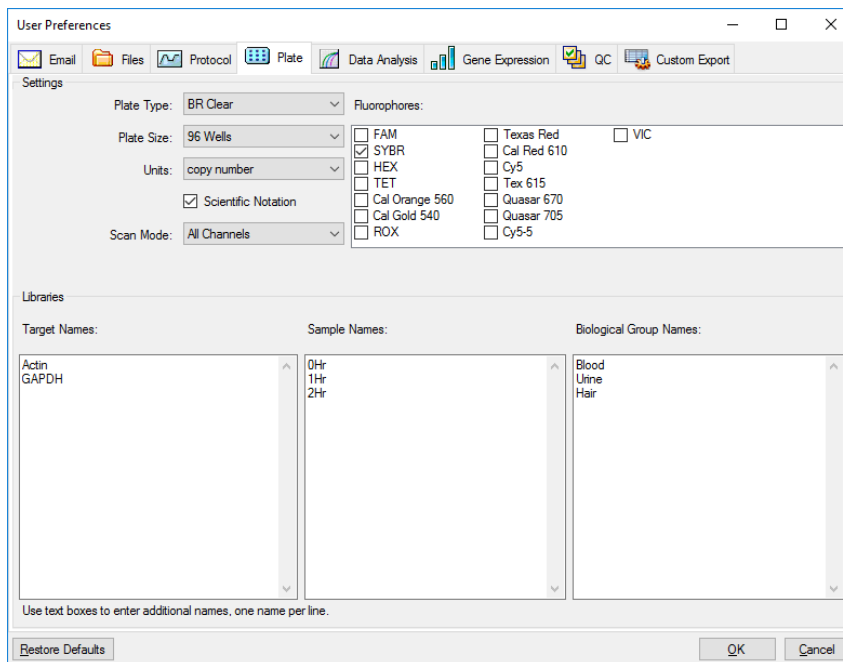 User Preferences
Email Files Protocol Plate Data Analysis Gene Expression QC Custom Export
Settings
Plate Type: BR Clear
Plate Size: 96 Wells
Units: copy number
Scientific Notation
Scan Mode: All Channels
Fluorophores:
FAM Texas Red VIC
SYBR Cal Red 610
HEX Cy5
TET Tex 615
Cal Orange 560 Quasar 670
Cal Gold 540 Quasar 705
ROX Cy5-5
Libraries
Target Names: Sample Names: Biological Group Names:
Actin 0Hr Blood
GAPDH 1Hr Urine
2Hr Hair
Use text boxes to enter additional names, one name per line.
Restore Defaults OK Cancel